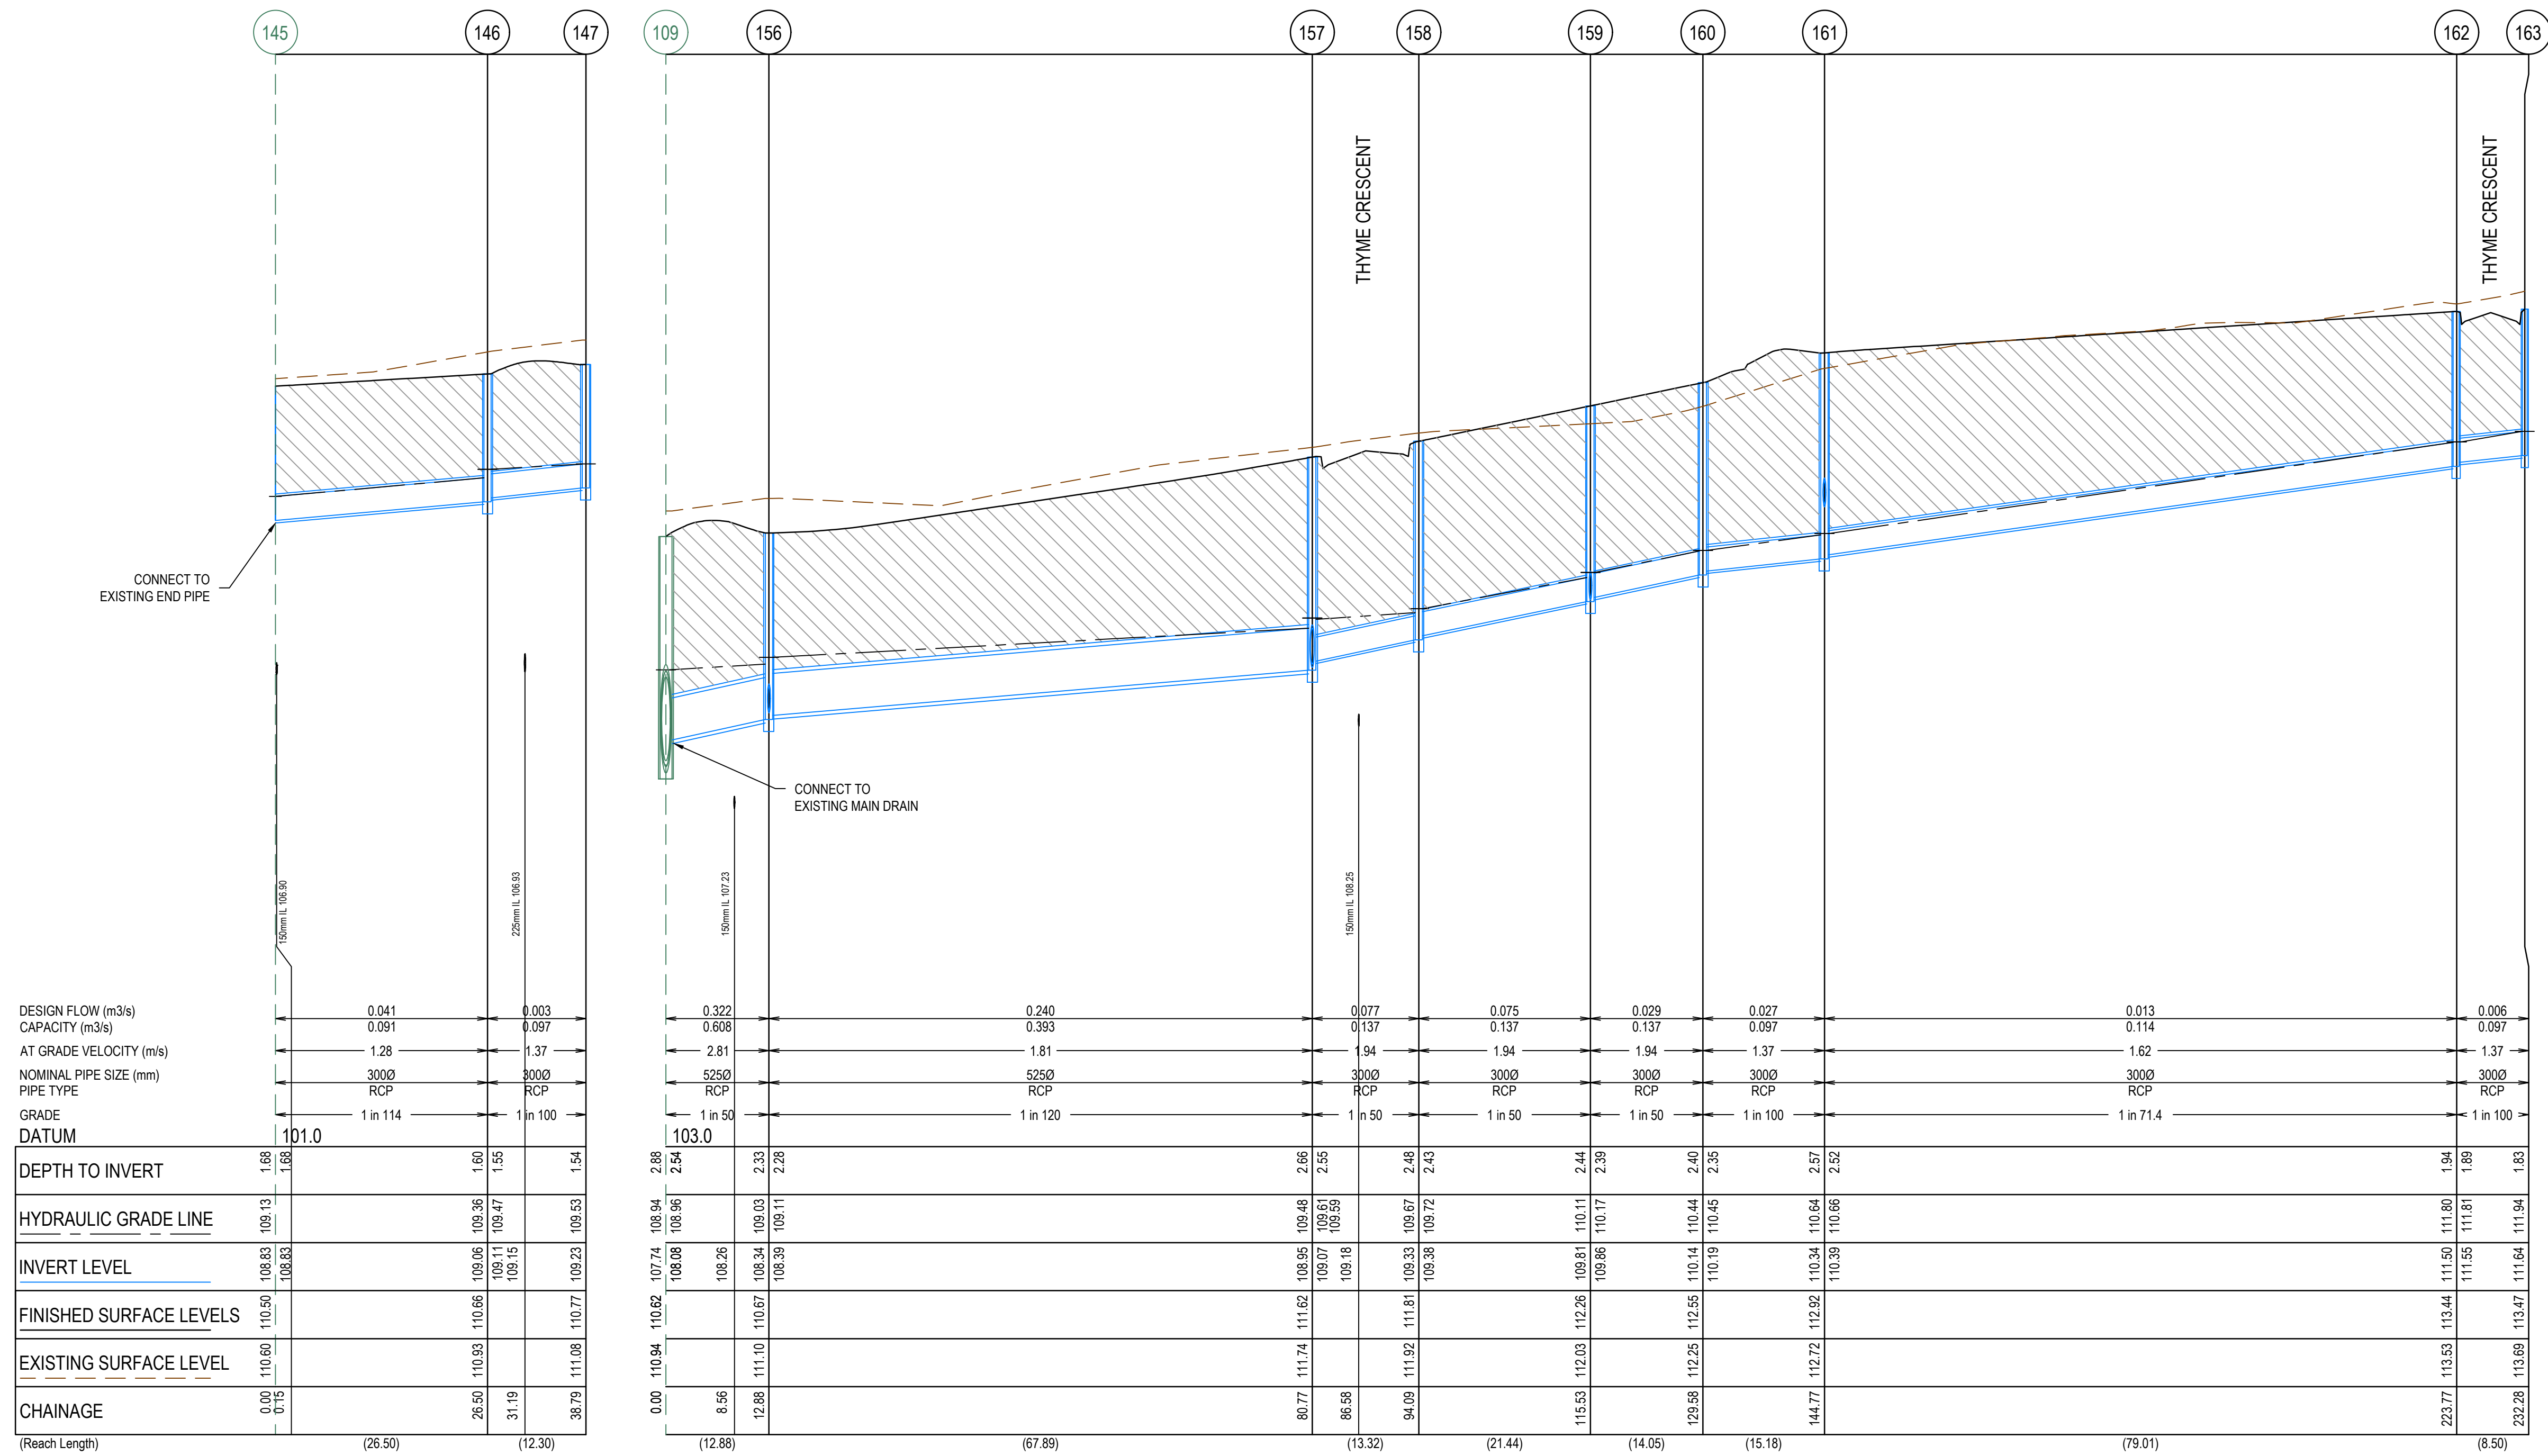 145 146 147 109 156 157 158 159 160 161 162 163
THYME CRESCENT
THYME CRESCENT
CONNECT TO
EXISTING END PIPE
CONNECT TO
EXISTING MAIN DRAIN
150mm IL 106.90
225mm IL 106.93
150mm IL 107.23
150mm IL 108.25
DESIGN FLOW (m3/s) 0.041 0.003 0.322 0.240 0.077 0.075 0.029 0.027 0.013 0.006
CAPACITY (m3/s) 0.091 0.097 0.608 0.393 0.137 0.137 0.137 0.097 0.114 0.097
AT GRADE VELOCITY (m/s) 1.28 1.37 2.81 1.81 1.94 1.94 1.94 1.37 1.62 1.37
NOMINAL PIPE SIZE (mm) 300Ø 300Ø 525Ø 525Ø 300Ø 300Ø 300Ø 300Ø 300Ø 300Ø
PIPE TYPE RCP RCP RCP RCP RCP RCP RCP RCP RCP RCP
GRADE 1 in 114 1 in 100 1 in 50 1 in 120 1 in 50 1 in 50 1 in 50 1 in 100 1 in 71.4 1 in 100
DATUM 101.0 103.0
DEPTH TO INVERT 1.68 1.68 1.60 1.55 1.54 2.88 2.54 2.33 2.28 2.66 2.55 2.48 2.43 2.44 2.39 2.40 2.35 2.57 2.52 1.94 1.89 1.83
HYDRAULIC GRADE LINE 109.13 109.36 109.47 109.53 108.94 108.96 109.03 109.11 109.48 109.61 109.59 109.67 109.72 110.11 110.17 110.44 110.45 110.64 110.66 111.80 111.81 111.94
INVERT LEVEL 108.83 108.83 109.06 109.11 109.15 109.23 107.74 108.08 108.26 108.34 108.39 108.95 109.07 109.18 109.33 109.38 109.81 109.86 110.14 110.19 110.34 110.39 111.50 111.55 111.64
FINISHED SURFACE LEVELS 110.50 110.66 110.77 110.62 110.67 111.62 111.81 112.26 112.55 112.92 113.44 113.47
EXISTING SURFACE LEVEL 110.60 110.93 111.08 110.94 111.10 111.74 111.92 112.03 112.25 112.72 113.53 113.69
CHAINAGE 0.00 0.15 26.50 31.19 38.79 0.00 8.56 12.88 80.77 86.58 94.09 115.53 129.58 144.77 223.77 232.28
(Reach Length) (26.50) (12.30) (12.88) (67.89) (13.32) (21.44) (14.05) (15.18) (79.01) (8.50)